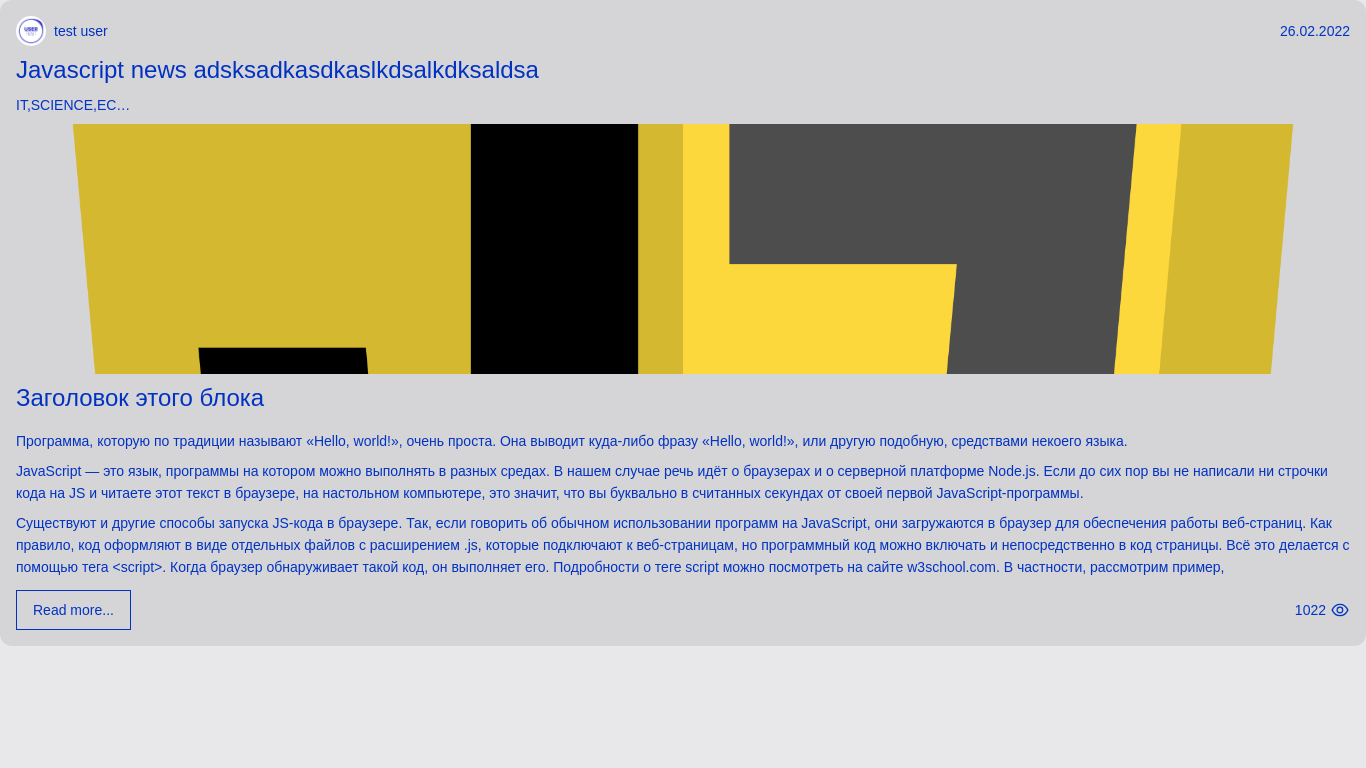 test user
26.02.2022
Javascript news adsksadkasdkaslkdsalkdksaldsa
IT,SCIENCE,EC…
Заголовок этого блока
Программа, которую по традиции называют «Hello, world!», очень проста. Она выводит куда-либо фразу «Hello, world!», или другую подобную, средствами некоего языка.
JavaScript — это язык, программы на котором можно выполнять в разных средах. В нашем случае речь идёт о браузерах и о серверной платформе Node.js. Если до сих пор вы не написали ни строчки
кода на JS и читаете этот текст в браузере, на настольном компьютере, это значит, что вы буквально в считанных секундах от своей первой JavaScript-программы.
Существуют и другие способы запуска JS-кода в браузере. Так, если говорить об обычном использовании программ на JavaScript, они загружаются в браузер для обеспечения работы веб-страниц. Как
правило, код оформляют в виде отдельных файлов с расширением .js, которые подключают к веб-страницам, но программный код можно включать и непосредственно в код страницы. Всё это делается с
помощью тега <script>. Когда браузер обнаруживает такой код, он выполняет его. Подробности о теге script можно посмотреть на сайте w3school.com. В частности, рассмотрим пример,
Read more...
1022